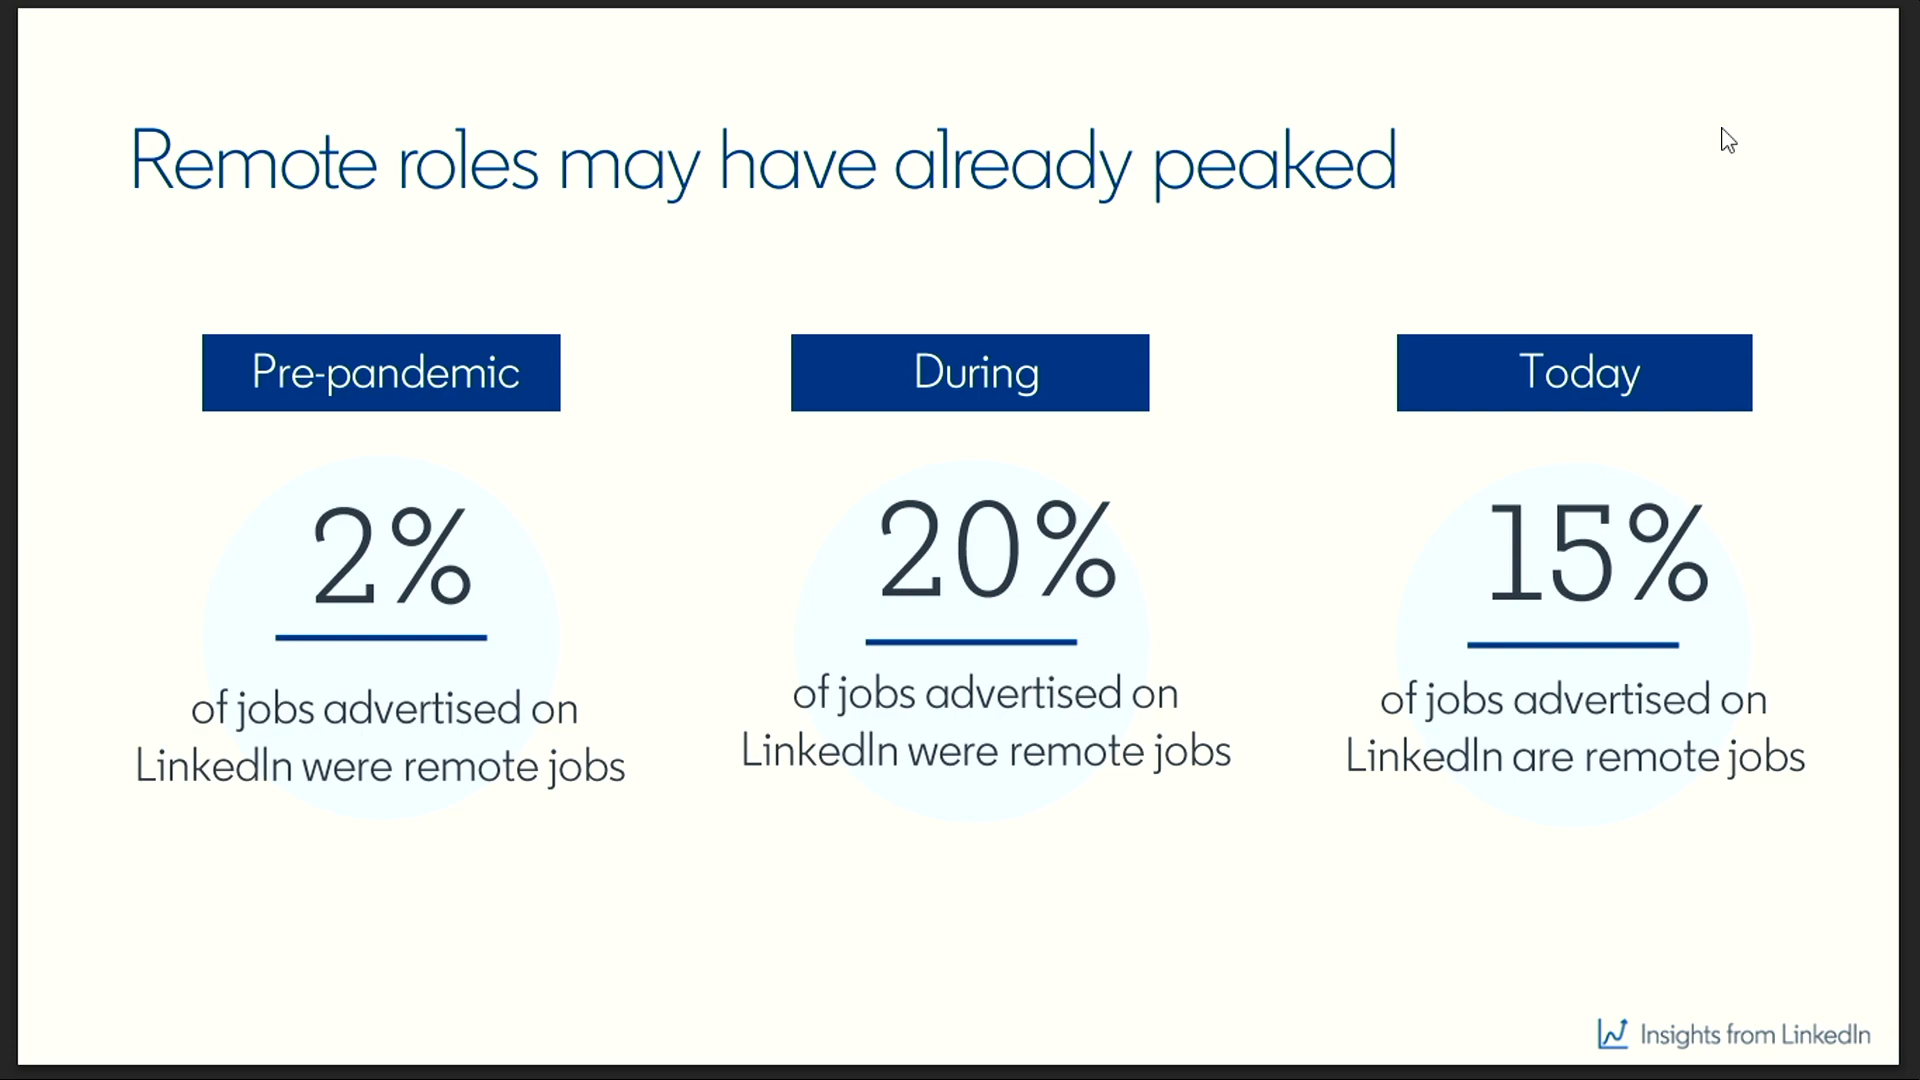 Remote roles may have already peaked
Pre-pandemic
2%
of jobs advertised on
LinkedIn were remote jobs
During
20%
of jobs advertised on
LinkedIn were remote jobs
Today
15%
of jobs advertised on
LinkedIn are remote jobs
Insights from LinkedIn